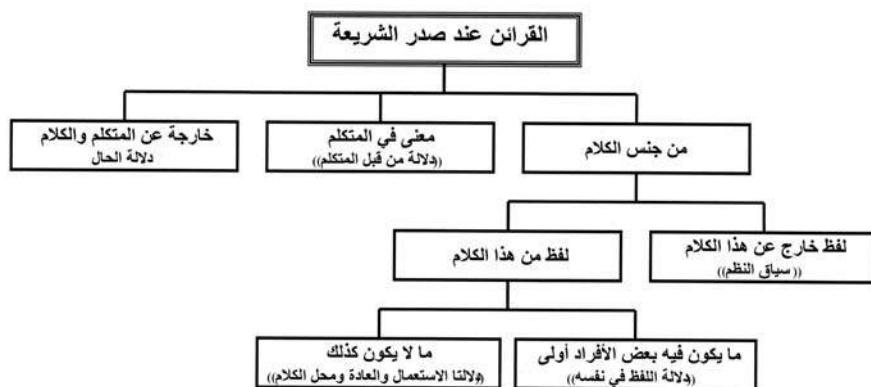 القرائن عند صدر الشريعة
من جنس الكلام
معنى في المتكلم
((دلالة من قبل المتكلم))
خارجة عن المتكلم والكلام
دلالة الحال
لفظ خارج عن هذا الكلام
(( سياق النظم))
لفظ من هذا الكلام
ما يكون فيه بعض الأفراد أولى
((دلالة اللفظ في نفسه))
ما لا يكون كذلك
((دلالتا الاستعمال والعادة ومحل الكلام))